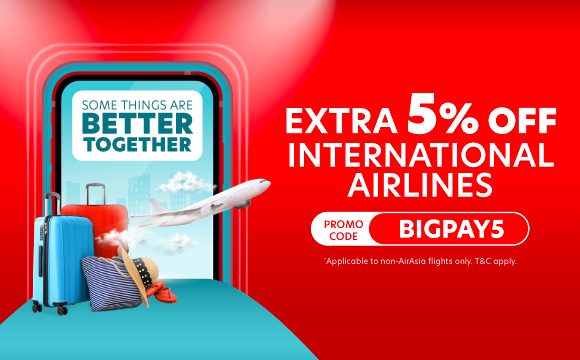 SOME THINGS ARE
BETTER
TOGETHER
EXTRA 5% OFF
INTERNATIONAL
AIRLINES
PROMO
CODE
BIGPAY5
*Applicable to non-AirAsia flights only. T&C apply.